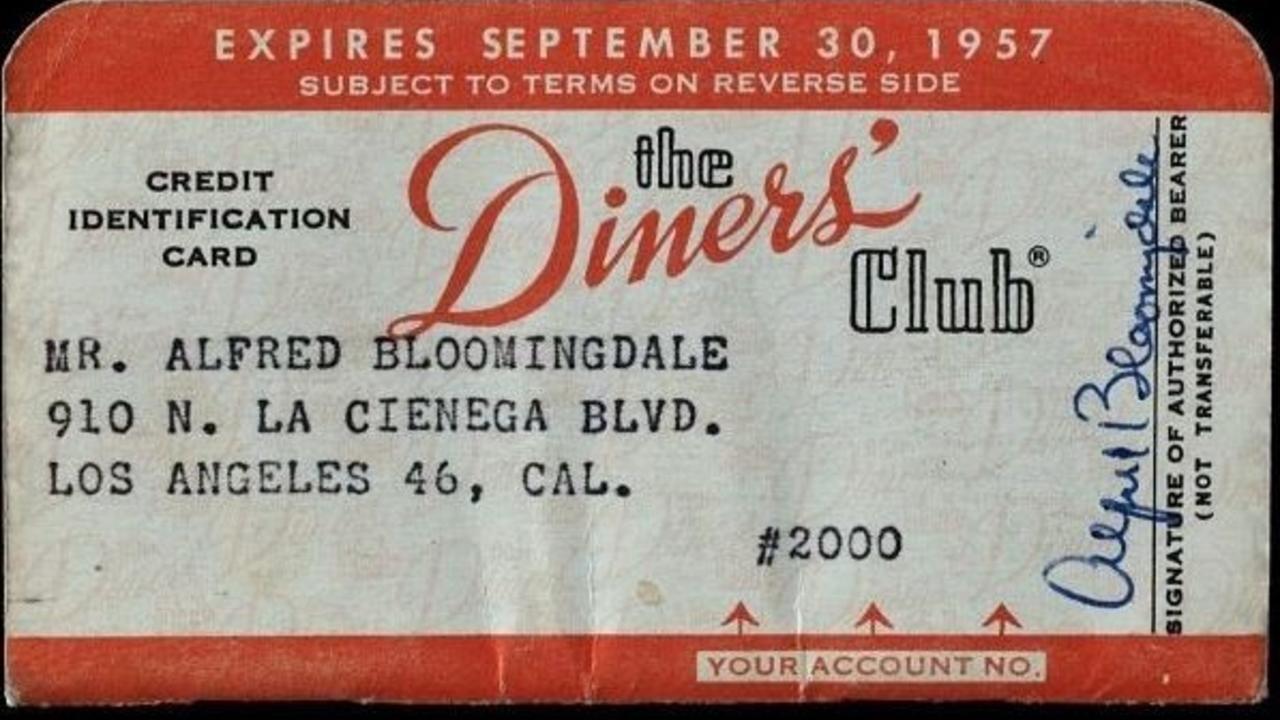 EXPIRES SEPTEMBER 30, 1957
SUBJECT TO TERMS ON REVERSE SIDE
CREDIT
IDENTIFICATION
CARD
the
Diners'
Club®
MR. ALFRED BLOOMINGDALE
910 N. LA CIENEGA BLVD.
LOS ANGELES 46, CAL.
#2000
YOUR ACCOUNT NO.
Alfred Bloomingdale
SIGNATURE OF AUTHORIZED BEARER
(NOT TRANSFERABLE)